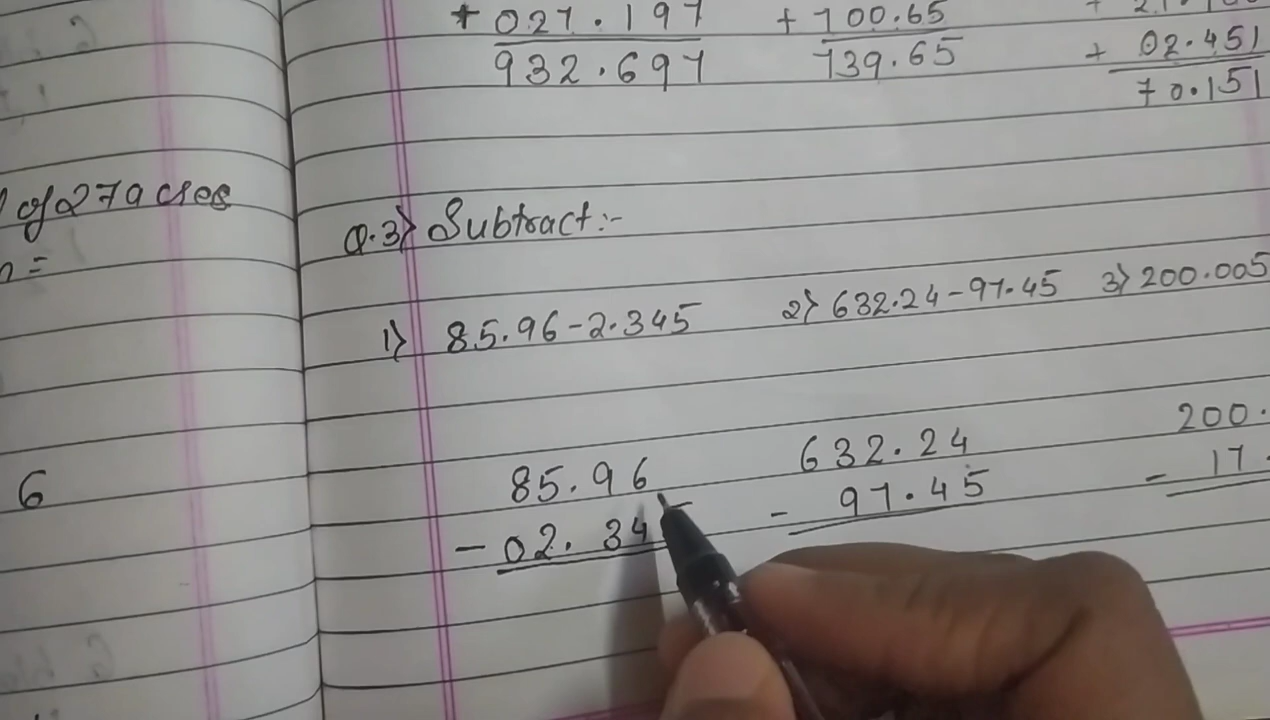 + 027.197 + 100.65
932.697 739.65 + 02.451
70.151
of 27 acres
Q.3) Subtract:-
1) 85.96-2.345 2) 632.24-97.45 3) 200.005
85.96 632.24 200.
- 02.34 - 97.45 - 17.
6